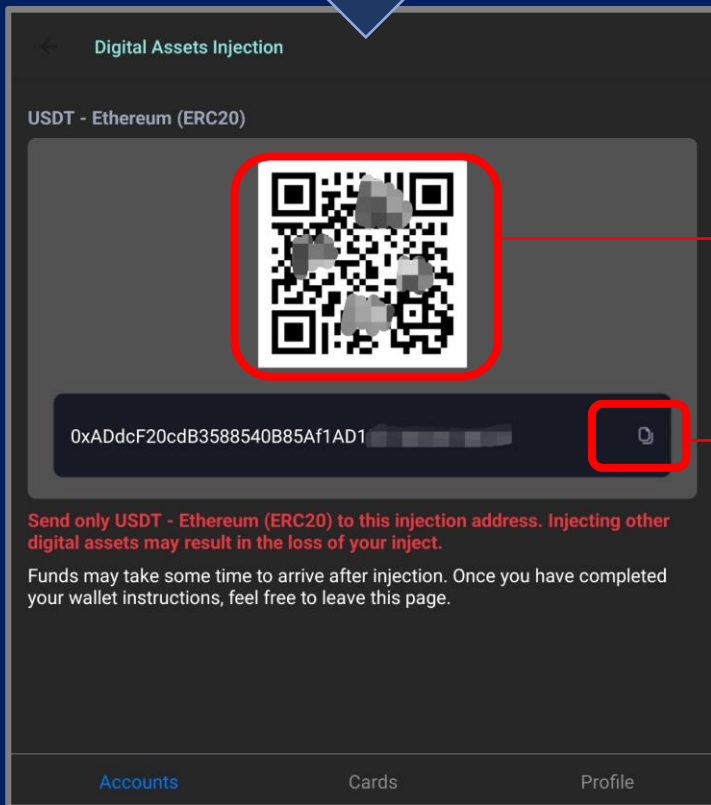 Digital Assets Injection
USDT - Ethereum (ERC20)
0xADdcF20cdB3588540B85Af1AD1
Send only USDT - Ethereum (ERC20) to this injection address. Injecting other
digital assets may result in the loss of your inject.
Funds may take some time to arrive after injection. Once you have completed
your wallet instructions, feel free to leave this page.
Accounts Cards Profile